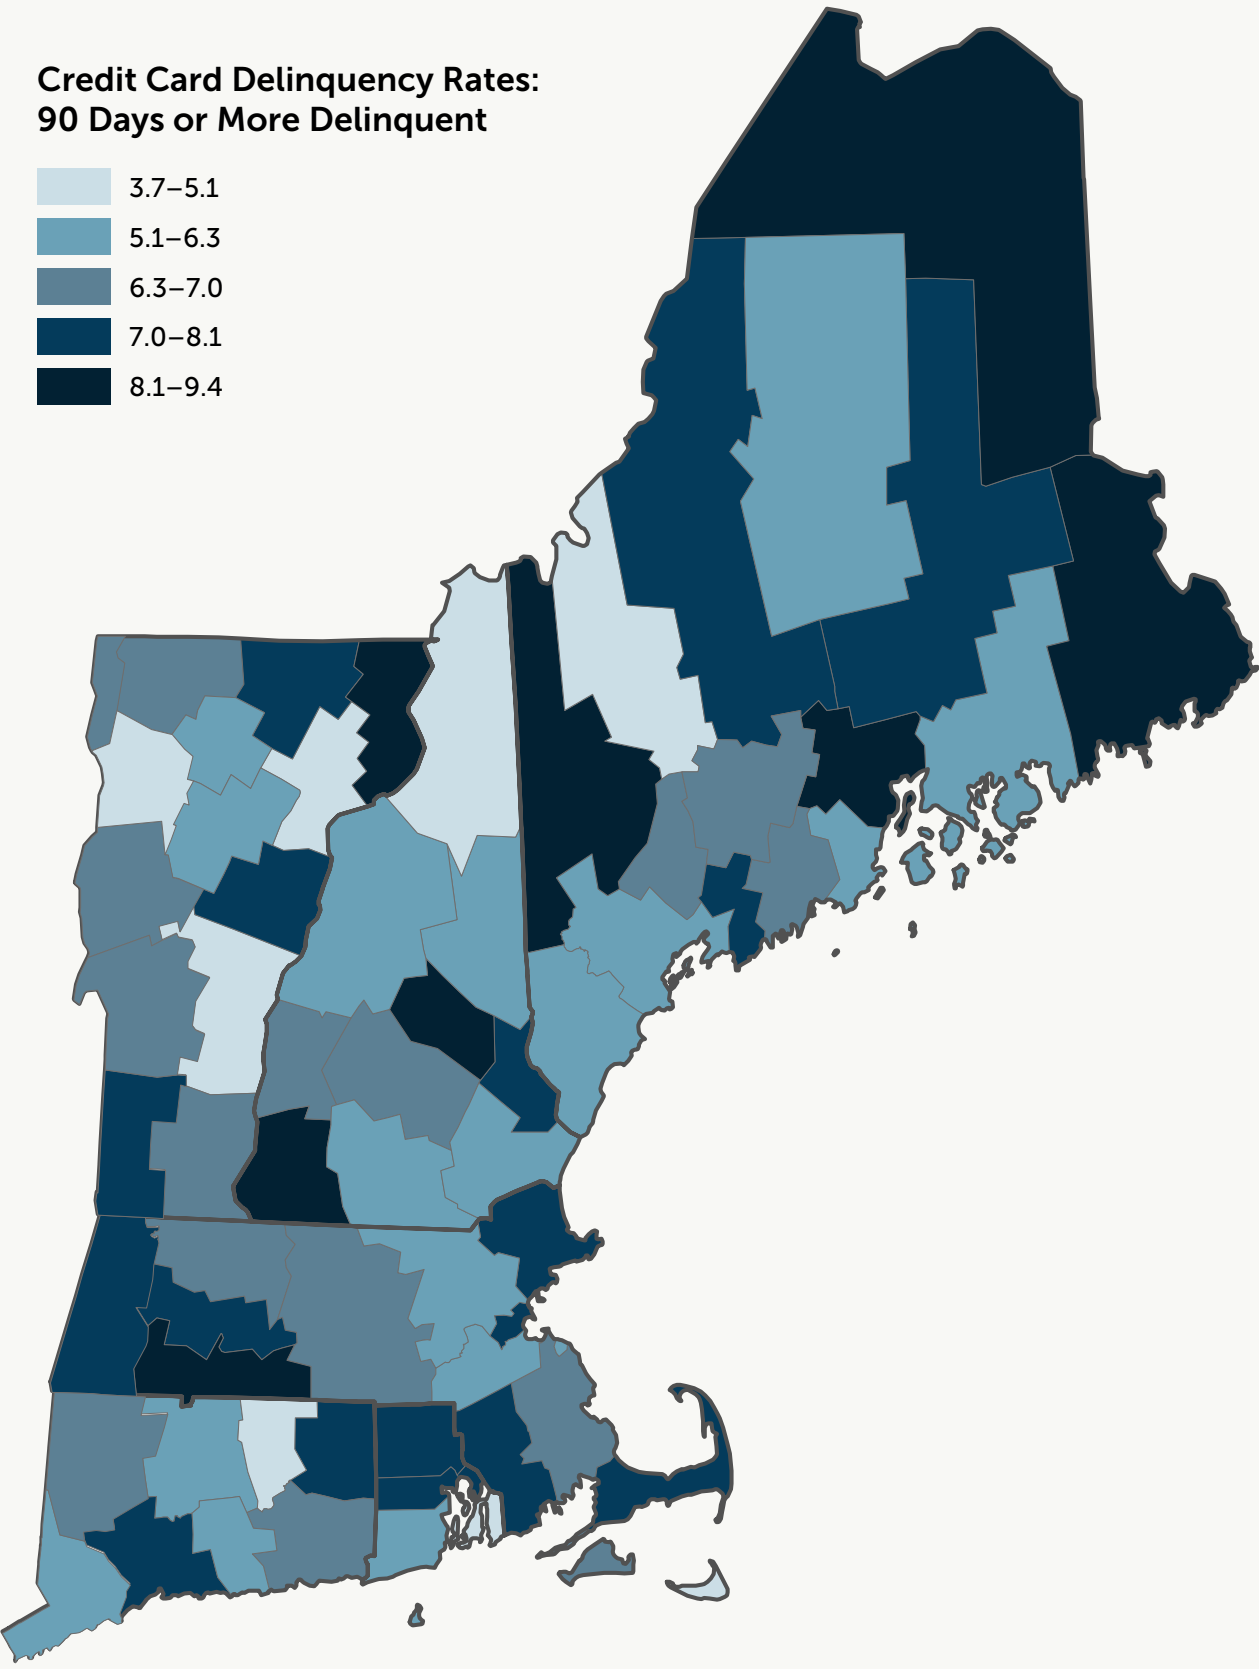 Credit Card Delinquency Rates:
90 Days or More Delinquent
3.7–5.1
5.1–6.3
6.3–7.0
7.0–8.1
8.1–9.4